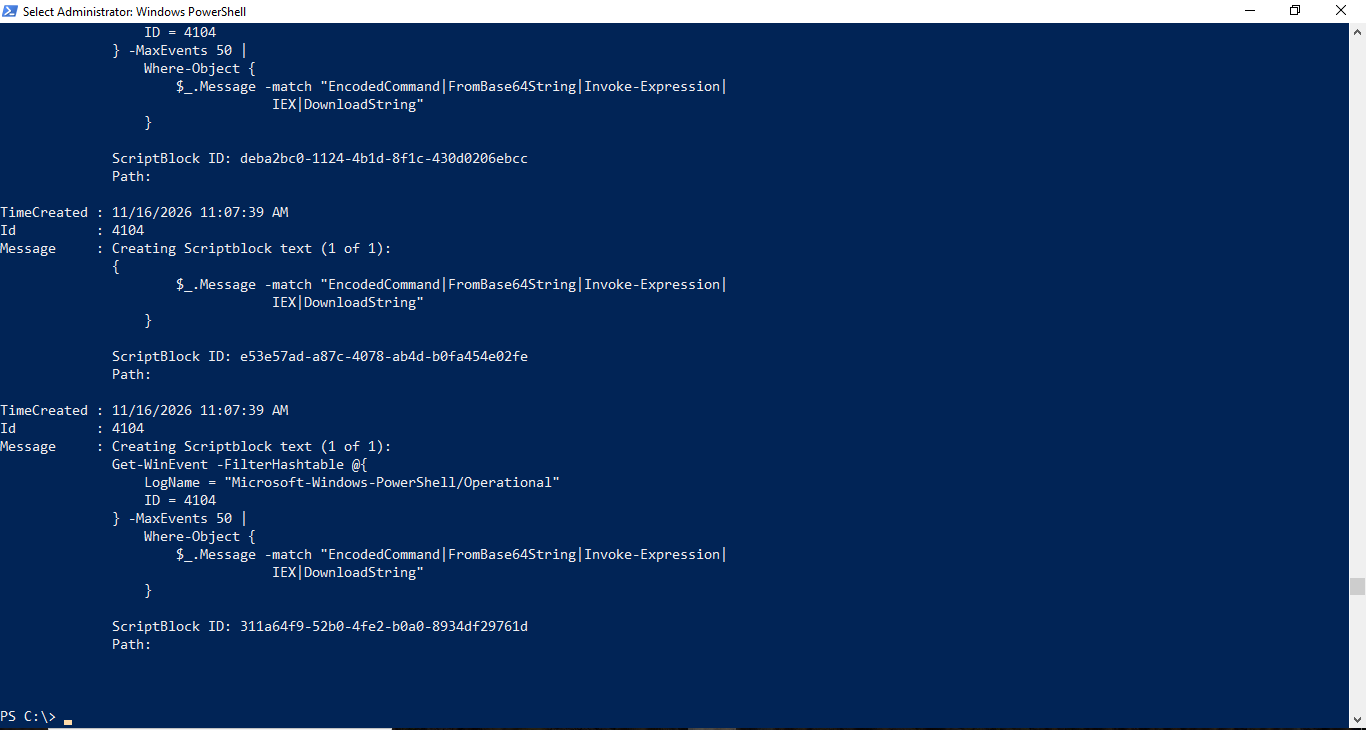 Select Administrator: Windows PowerShell
ID = 4104
} -MaxEvents 50 |
Where-Object {
$_.Message -match "EncodedCommand|FromBase64String|Invoke-Expression|
IEX|DownloadString"
}
ScriptBlock ID: deba2bc0-1124-4b1d-8f1c-430d0206ebcc
Path:
TimeCreated : 11/16/2026 11:07:39 AM
Id          : 4104
Message     : Creating Scriptblock text (1 of 1):
{
$_.Message -match "EncodedCommand|FromBase64String|Invoke-Expression|
IEX|DownloadString"
}
ScriptBlock ID: e53e57ad-a87c-4078-ab4d-b0fa454e02fe
Path:
TimeCreated : 11/16/2026 11:07:39 AM
Id          : 4104
Message     : Creating Scriptblock text (1 of 1):
Get-WinEvent -FilterHashtable @{
LogName = "Microsoft-Windows-PowerShell/Operational"
ID = 4104
} -MaxEvents 50 |
Where-Object {
$_.Message -match "EncodedCommand|FromBase64String|Invoke-Expression|
IEX|DownloadString"
}
ScriptBlock ID: 311a64f9-52b0-4fe2-b0a0-8934df29761d
Path:
PS C:\>